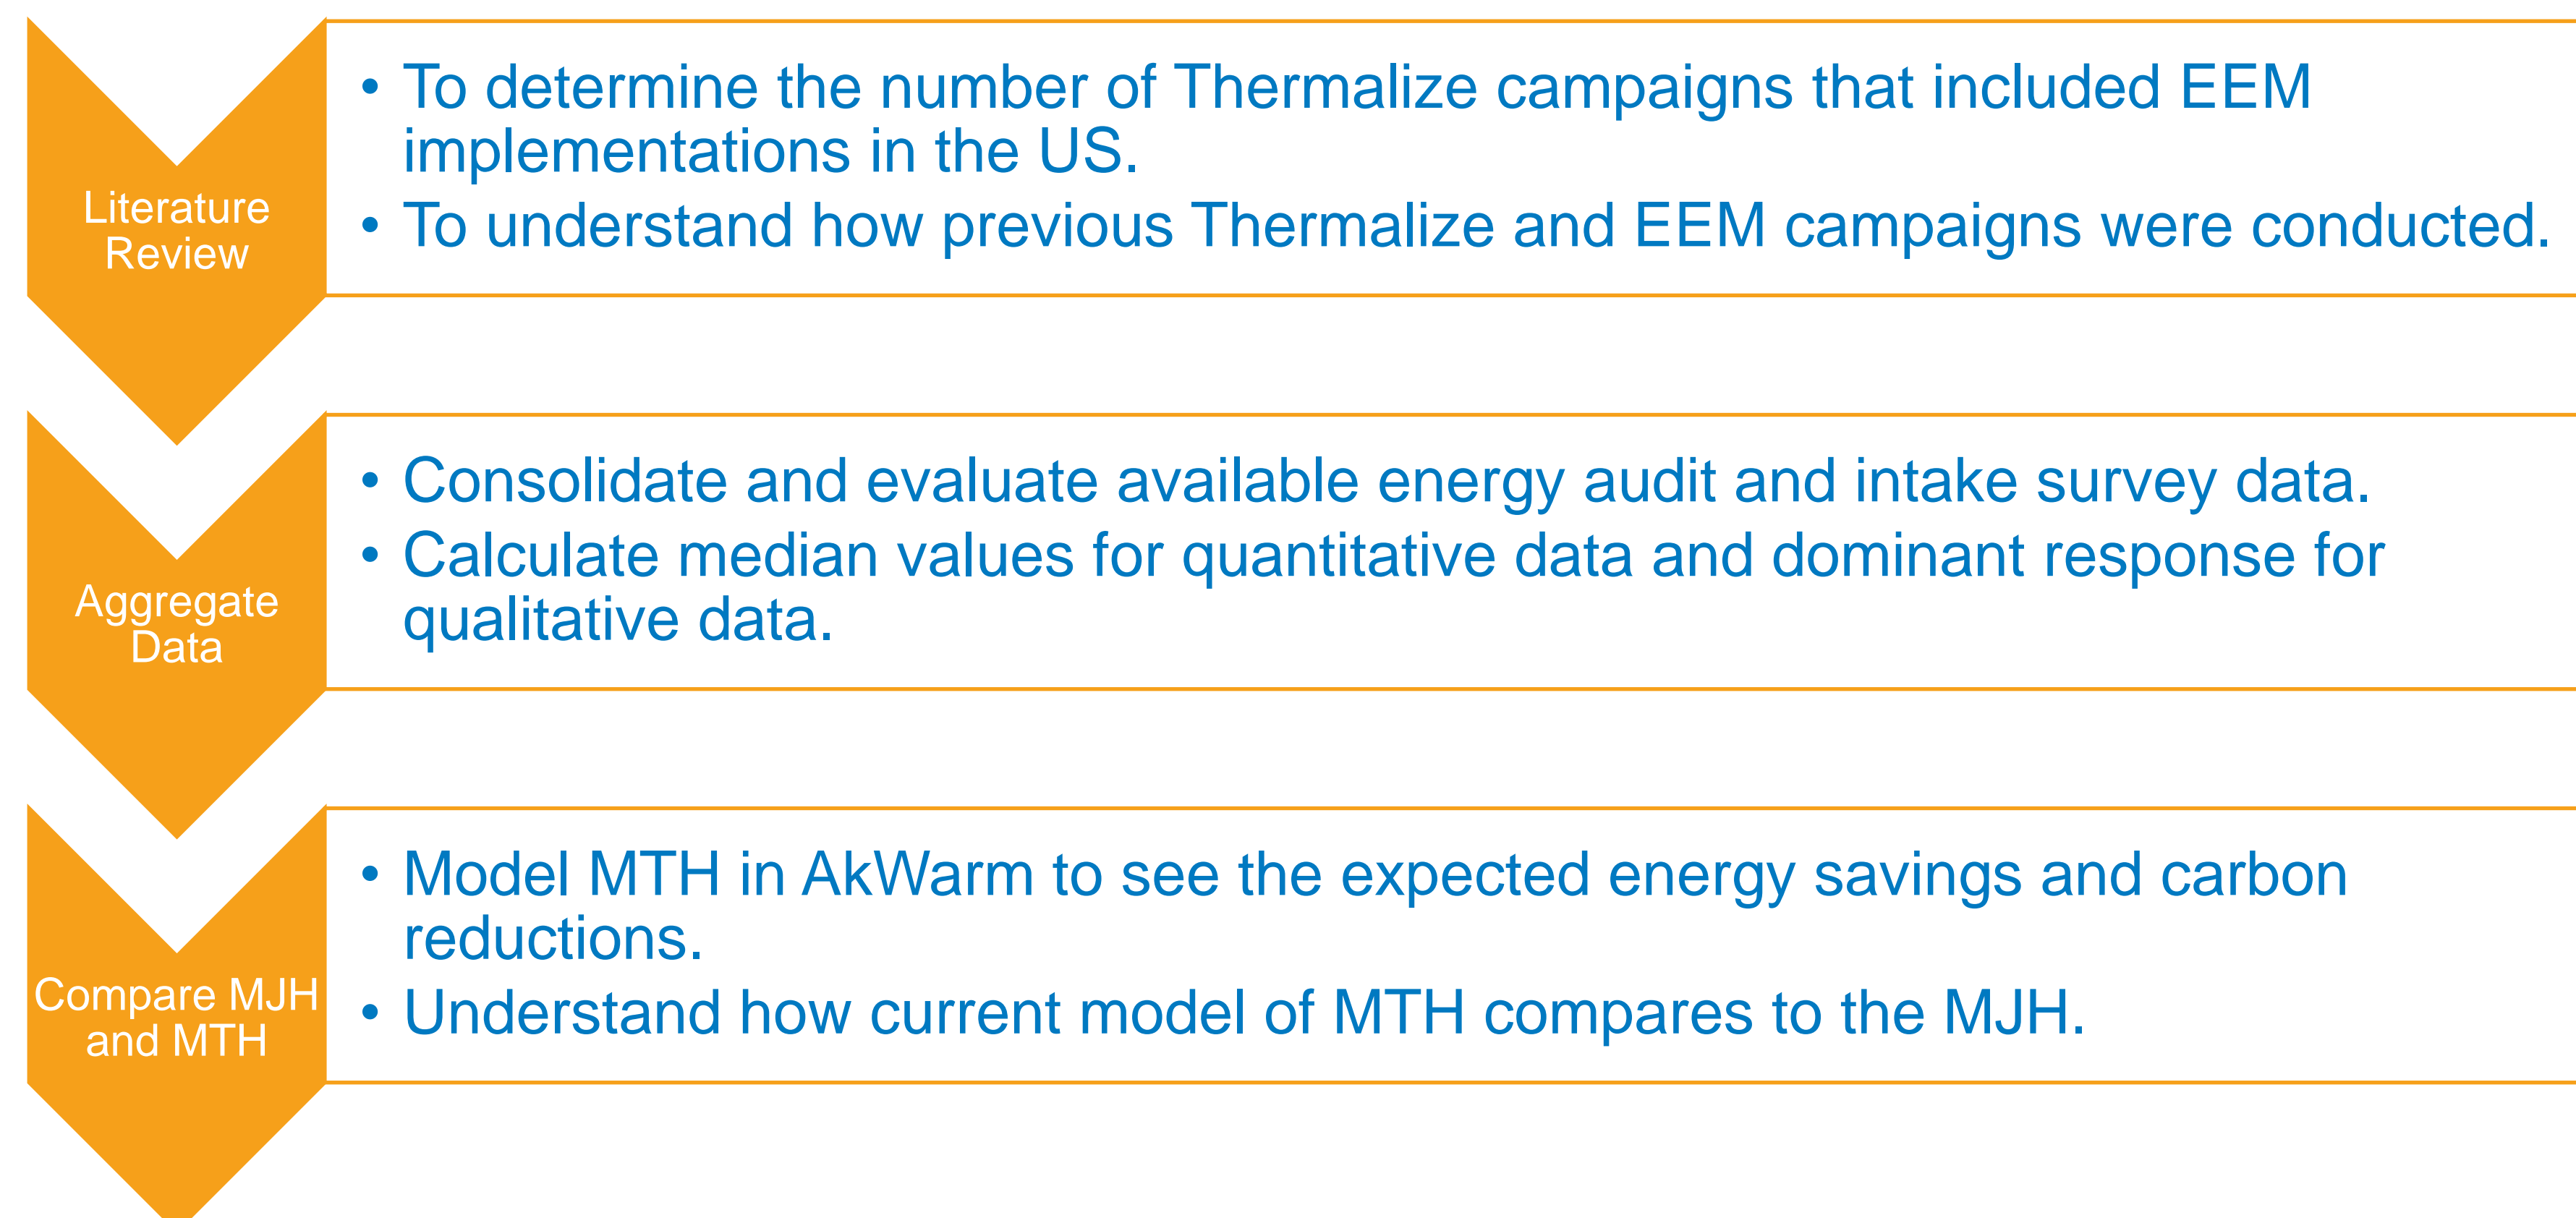 Literature
Review
• To determine the number of Thermalize campaigns that included EEM
implementations in the US.
• To understand how previous Thermalize and EEM campaigns were conducted.
Aggregate
Data
• Consolidate and evaluate available energy audit and intake survey data.
• Calculate median values for quantitative data and dominant response for
qualitative data.
Compare MJH
and MTH
• Model MTH in AkWarm to see the expected energy savings and carbon
reductions.
• Understand how current model of MTH compares to the MJH.